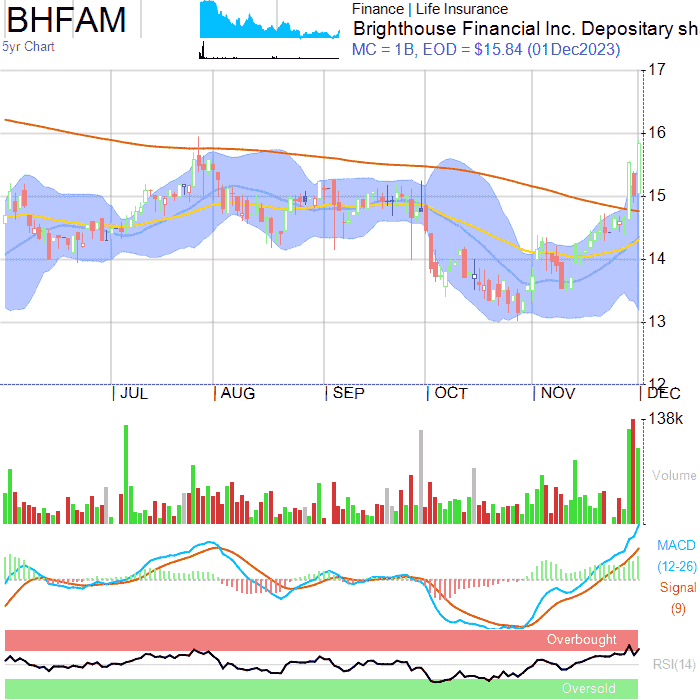 BHFAM
5yr Chart
Finance | Life Insurance
Brighthouse Financial Inc. Depositary sh
MC = 1B, EOD = $15.84 (01Dec2023)
17
16
15
14
13
12
JUL AUG SEP OCT NOV DEC
138k
Volume
MACD
(12-26)
Signal
(9)
Overbought
RSI(14)
Oversold